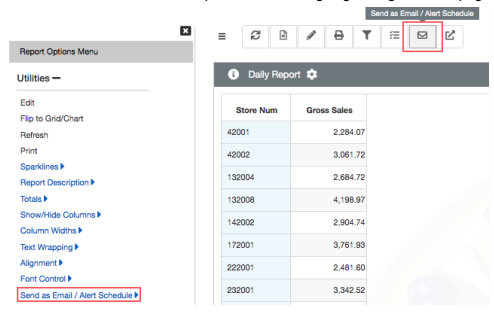 Send as Email / Alert Schedule
Report Options Menu
Utilities
Edit
Flip to Grid/Chart
Refresh
Print
Sparklines
Report Description
Totals
Show/Hide Columns
Column Widths
Text Wrapping
Alignment
Font Control
Send as Email / Alert Schedule
Daily Report
Store Num Gross Sales
42001 2,284.07
42002 3,061.72
132004 2,684.72
132008 4,198.97
142002 2,904.74
172001 3,761.93
222001 2,481.60
232001 3,342.52